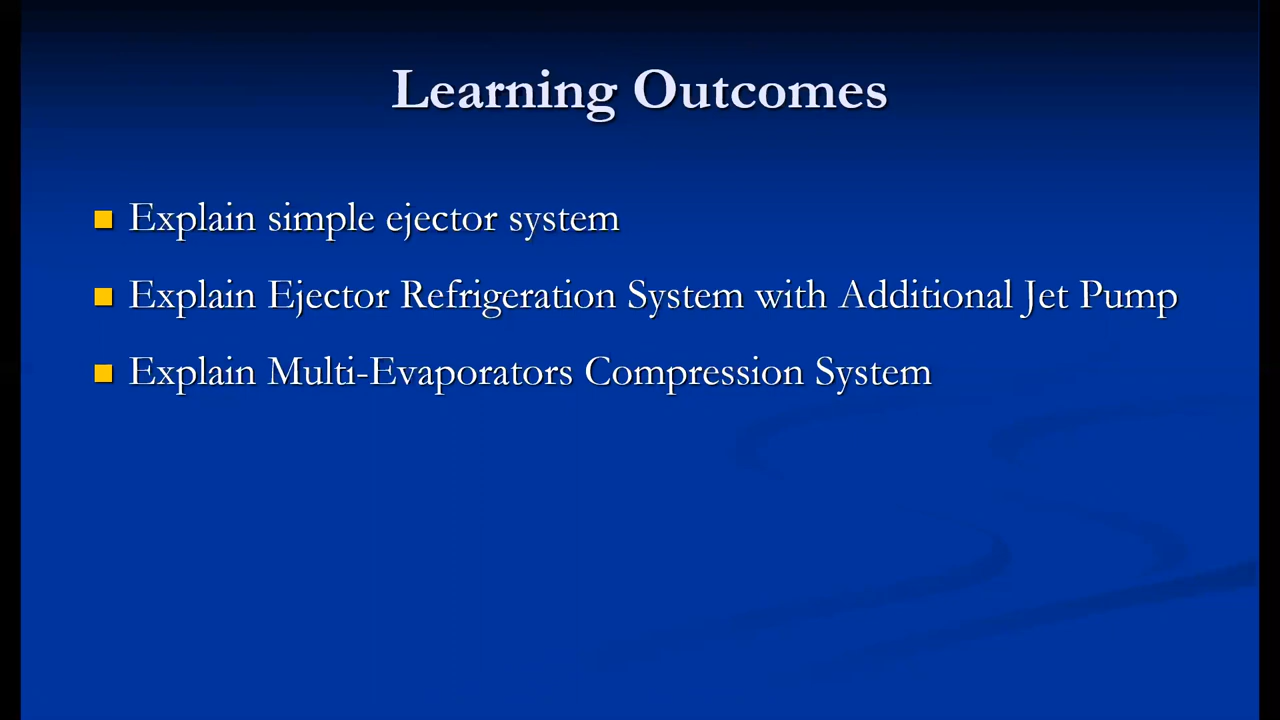 Learning Outcomes
Explain simple ejector system
Explain Ejector Refrigeration System with Additional Jet Pump
Explain Multi-Evaporators Compression System